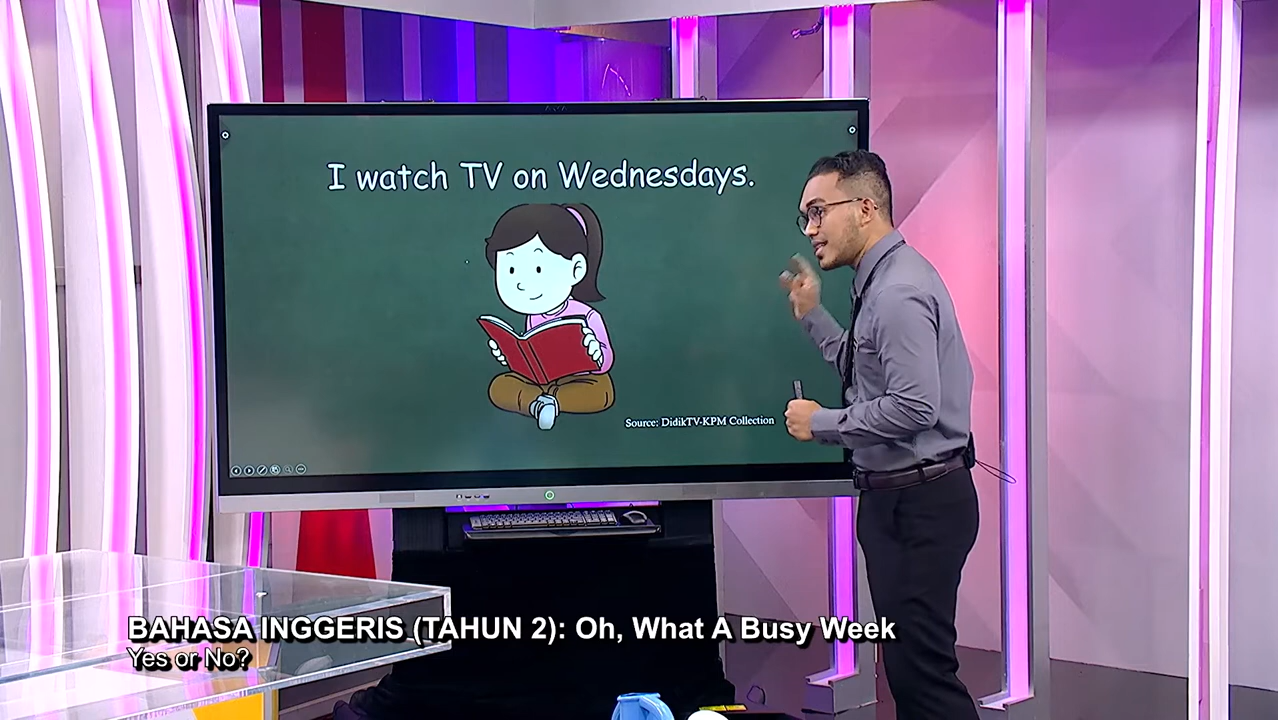 I watch TV on Wednesdays.
Source: DidikTV-KPM Collection
BAHASA INGGERIS (TAHUN 2): Oh, What A Busy Week
Yes or No?